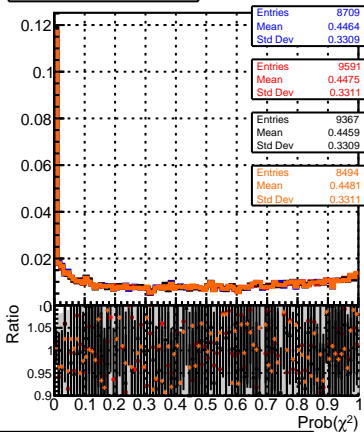 Entries 8709
Mean 0.4464
Std Dev 0.3309
Entries 9591
Mean 0.4475
Std Dev 0.3311
Entries 9367
Mean 0.4459
Std Dev 0.3309
Entries 8494
Mean 0.4481
Std Dev 0.3311
0.12
0.1
0.08
0.06
0.04
0.02
0
Ratio
1.05
1
0.95
0.9
0 0.1 0.2 0.3 0.4 0.5 0.6 0.7 0.8 0.9 1
Prob(χ²)